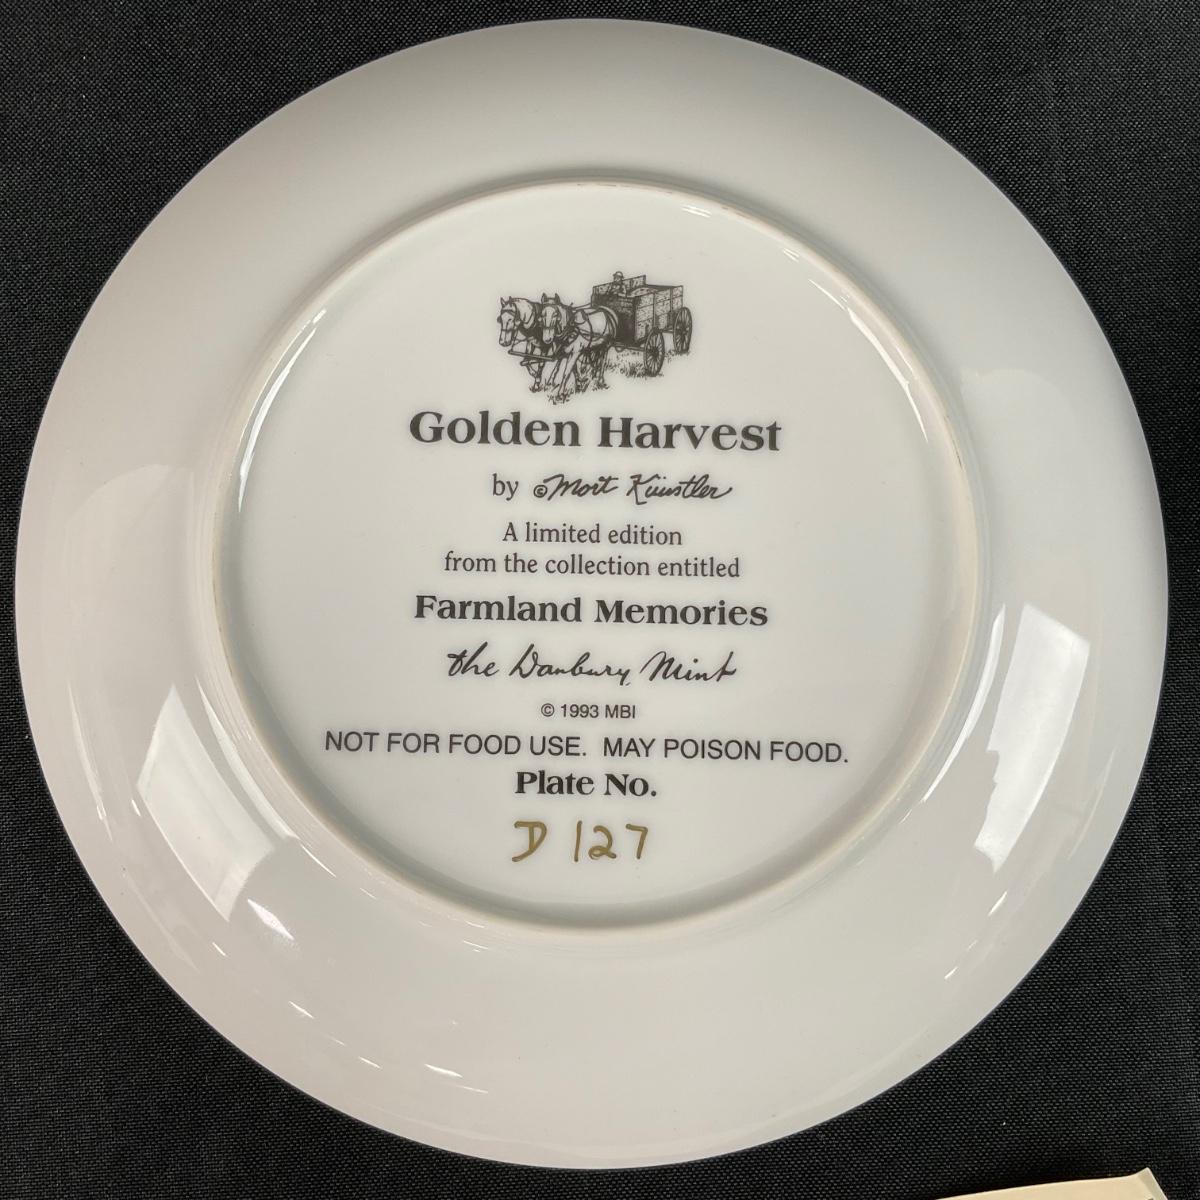 Golden Harvest
by ©Mort Künstler
A limited edition
from the collection entitled
Farmland Memories
the Danbury Mint
© 1993 MBI
NOT FOR FOOD USE. MAY POISON FOOD.
Plate No.
D 127